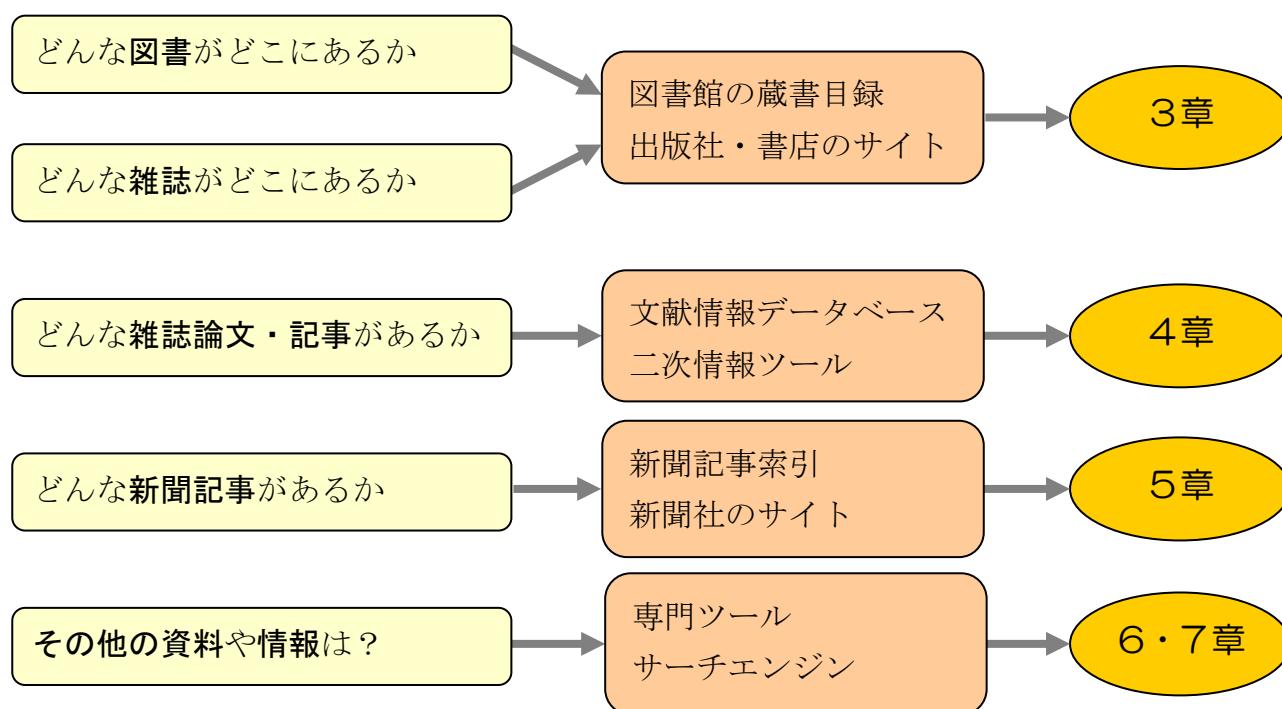 どんな図書がどこにあるか
どんな雑誌がどこにあるか
図書館の蔵書目録
出版社・書店のサイト
3章
どんな雑誌論文・記事があるか
文献情報データベース
二次情報ツール
4章
どんな新聞記事があるか
新聞記事索引
新聞社のサイト
5章
その他の資料や情報は？
専門ツール
サーチエンジン
6・7章